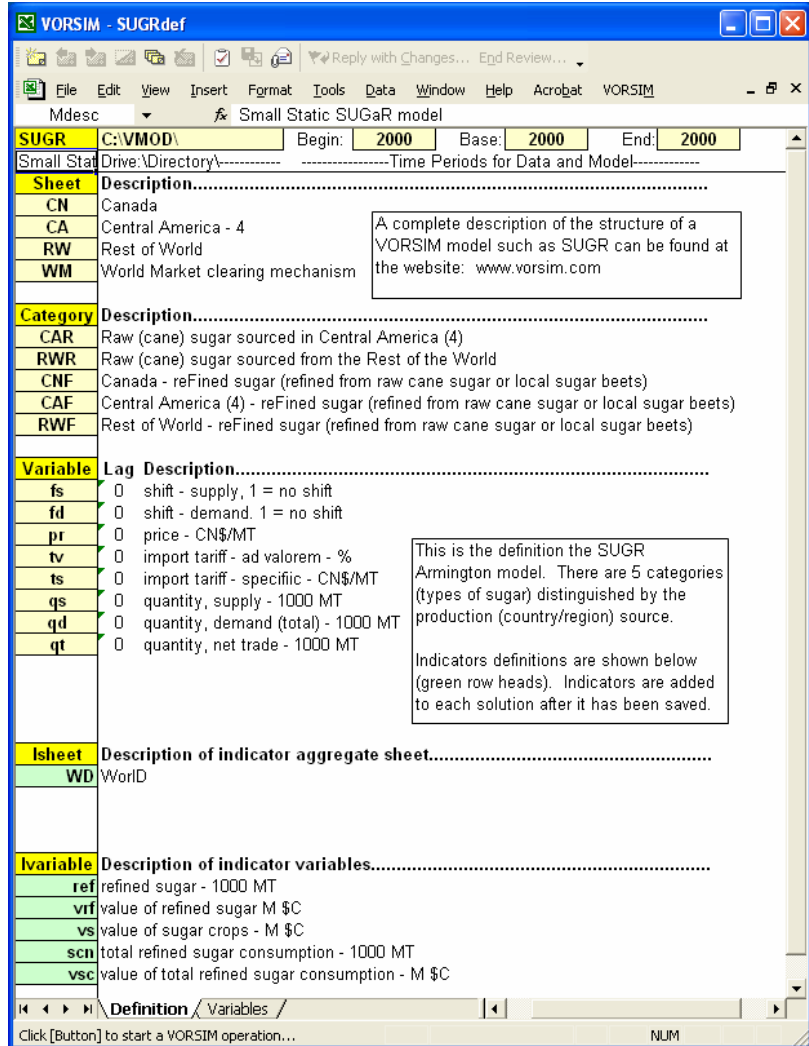 VORSIM - SUGRdef
Reply with Changes... End Review...
File Edit View Insert Format Tools Data Window Help Acrobat VORSIM
Mdesc fx Small Static SUGaR model
SUGR C:\VMOD\ Begin: 2000 Base: 2000 End: 2000
Small Stat Drive:\Directory\------------ -----------------Time Periods for Data and Model-------------
Sheet Description..........................................................................................
CN Canada
CA Central America - 4
RW Rest of World
WM World Market clearing mechanism
A complete description of the structure of a
VORSIM model such as SUGR can be found at
the website: www.vorsim.com
Category Description..........................................................................................
CAR Raw (cane) sugar sourced in Central America (4)
RWR Raw (cane) sugar sourced from the Rest of the World
CNF Canada - reFined sugar (refined from raw cane sugar or local sugar beets)
CAF Central America (4) - reFined sugar (refined from raw cane sugar or local sugar beets)
RWF Rest of World - reFined sugar (refined from raw cane sugar or local sugar beets)
Variable Lag Description..................................................................................
fs 0 shift - supply, 1 = no shift
fd 0 shift - demand. 1 = no shift
pr 0 price - CN$/MT
tv 0 import tariff - ad valorem - %
ts 0 import tariff - specifiic - CN$/MT
qs 0 quantity, supply - 1000 MT
qd 0 quantity, demand (total) - 1000 MT
qt 0 quantity, net trade - 1000 MT
This is the definition the SUGR
Armington model. There are 5 categories
(types of sugar) distinguished by the
production (country/region) source.
Indicators definitions are shown below
(green row heads). Indicators are added
to each solution after it has been saved.
Isheet Description of indicator aggregate sheet..................................................
WD WorlD
Ivariable Description of indicator variables............................................................
ref refined sugar - 1000 MT
vrf value of refined sugar M $C
vs value of sugar crops - M $C
scn total refined sugar consumption - 1000 MT
vsc value of total refined sugar consumption - M $C
Definition / Variables /
Click [Button] to start a VORSIM operation... NUM